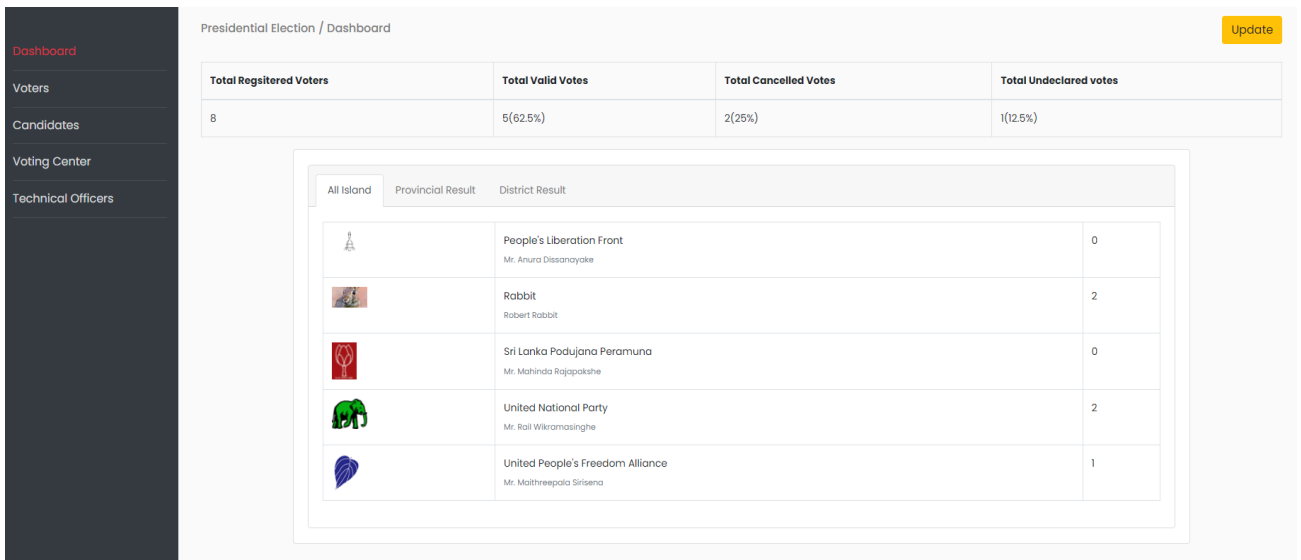 Presidential Election / Dashboard
Update
Dashboard
Voters
Candidates
Voting Center
Technical Officers
Total Regsitered Voters Total Valid Votes Total Cancelled Votes Total Undeclared votes
8 5(62.5%) 2(25%) 1(12.5%)
All Island Provincial Result District Result
People's Liberation Front 0
Mr. Anura Dissanayake
Rabbit 2
Robert Rabbit
Sri Lanka Podujana Peramuna 0
Mr. Mahinda Rajapakshe
United National Party 2
Mr. Rail Wikramasinghe
United People's Freedom Alliance 1
Mr. Maithreepala Sirisena